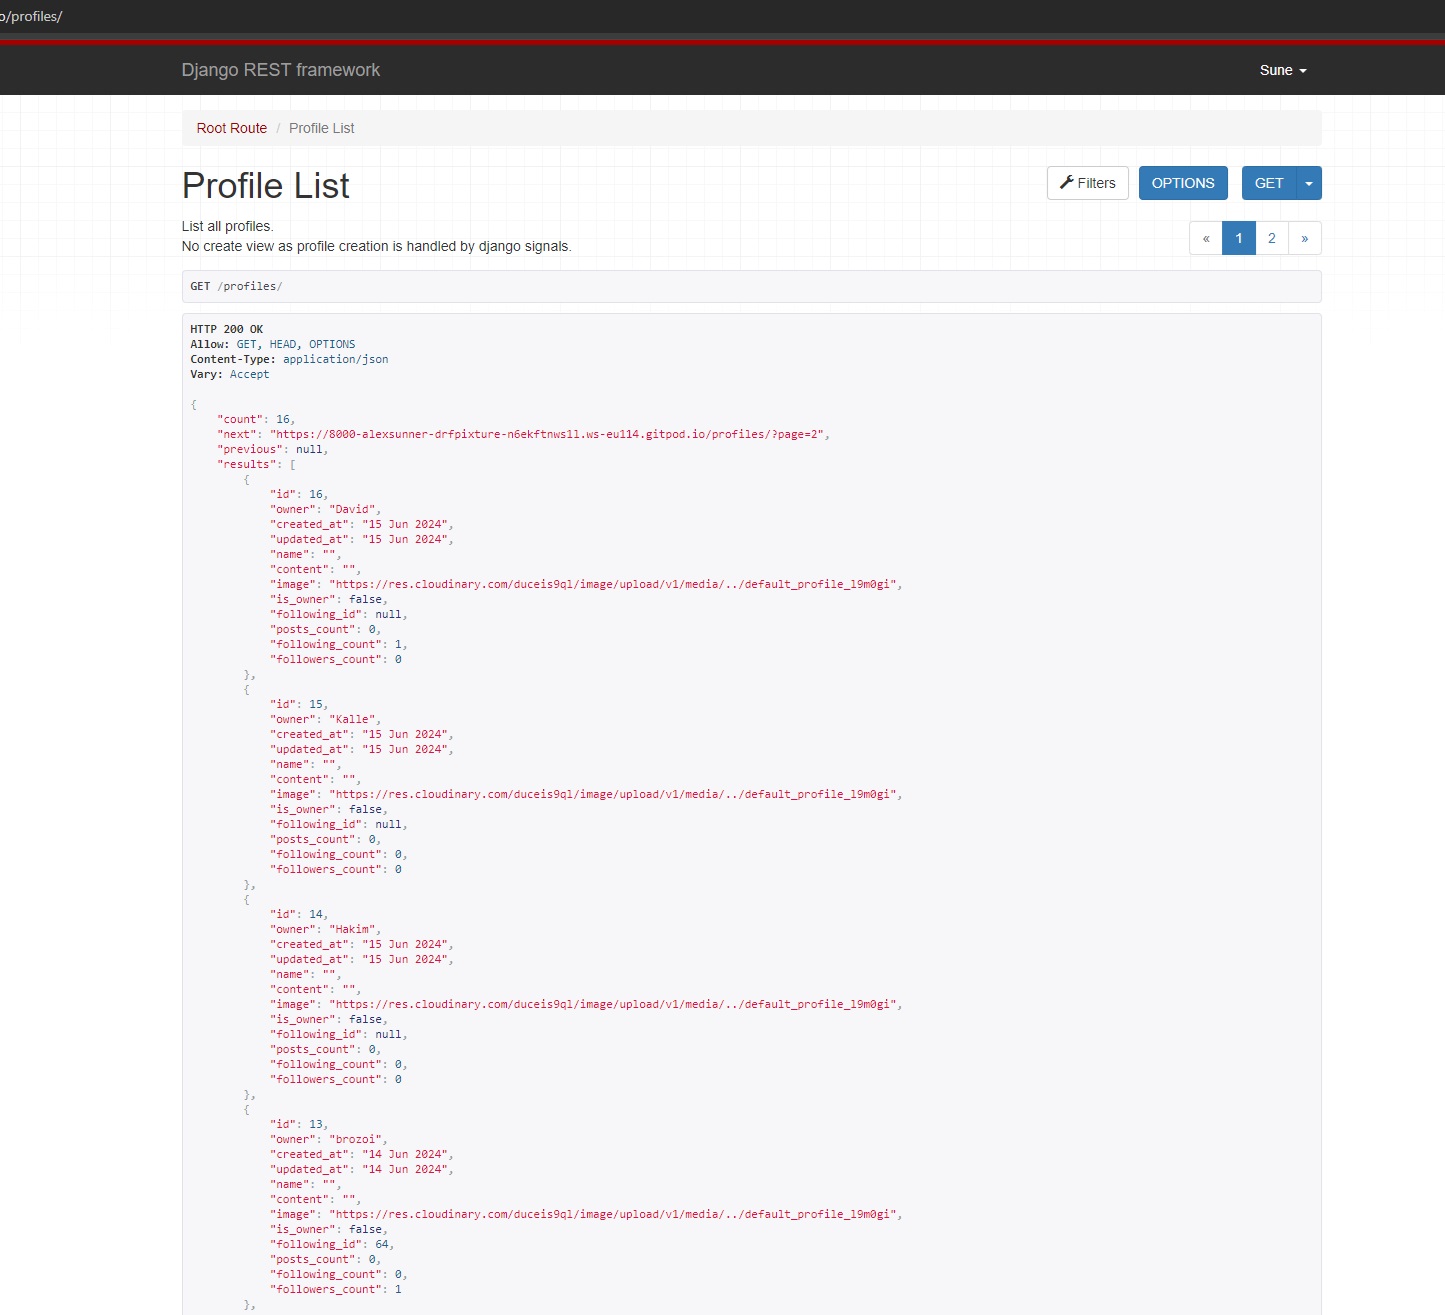 o/profiles/
Django REST framework
Sune
Root Route / Profile List
Profile List
Filters
OPTIONS
GET
List all profiles.
No create view as profile creation is handled by django signals.
« 1 2 »
GET /profiles/
HTTP 200 OK
Allow: GET, HEAD, OPTIONS
Content-Type: application/json
Vary: Accept
{
"count": 16,
"next": "https://8000-alexsunner-drfpixture-n6ekftnws1l.ws-eu114.gitpod.io/profiles/?page=2",
"previous": null,
"results": [
{
"id": 16,
"owner": "David",
"created_at": "15 Jun 2024",
"updated_at": "15 Jun 2024",
"name": "",
"content": "",
"image": "https://res.cloudinary.com/duceis9ql/image/upload/v1/media/../default_profile_l9m0gi",
"is_owner": false,
"following_id": null,
"posts_count": 0,
"following_count": 1,
"followers_count": 0
},
{
"id": 15,
"owner": "Kalle",
"created_at": "15 Jun 2024",
"updated_at": "15 Jun 2024",
"name": "",
"content": "",
"image": "https://res.cloudinary.com/duceis9ql/image/upload/v1/media/../default_profile_l9m0gi",
"is_owner": false,
"following_id": null,
"posts_count": 0,
"following_count": 0,
"followers_count": 0
},
{
"id": 14,
"owner": "Hakim",
"created_at": "15 Jun 2024",
"updated_at": "15 Jun 2024",
"name": "",
"content": "",
"image": "https://res.cloudinary.com/duceis9ql/image/upload/v1/media/../default_profile_l9m0gi",
"is_owner": false,
"following_id": null,
"posts_count": 0,
"following_count": 0,
"followers_count": 0
},
{
"id": 13,
"owner": "brozoi",
"created_at": "14 Jun 2024",
"updated_at": "14 Jun 2024",
"name": "",
"content": "",
"image": "https://res.cloudinary.com/duceis9ql/image/upload/v1/media/../default_profile_l9m0gi",
"is_owner": false,
"following_id": 64,
"posts_count": 0,
"following_count": 0,
"followers_count": 1
},